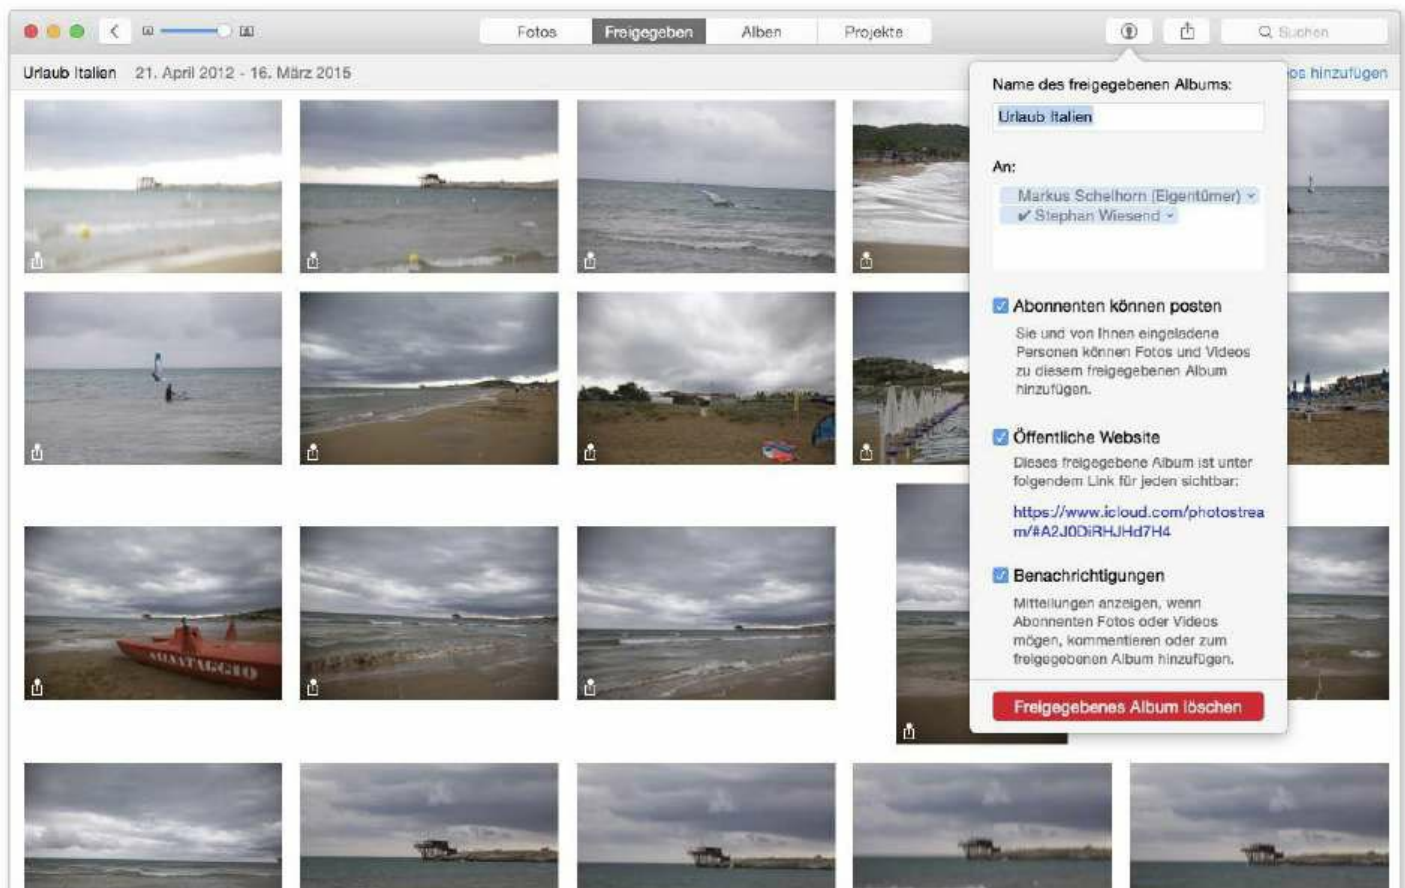 Fotos
Freigegeben
Alben
Projekte
Suchen
Urlaub Italien 21. April 2012 - 16. März 2015
hinzufügen
Name des freigegebenen Albums:
Urlaub Italien
An:
Markus Schelhorn (Eigentümer)
✔ Stephan Wiesend
Abonnenten können posten
Sie und von Ihnen eingeladene
Personen können Fotos und Videos
zu diesem freigegebenen Album
hinzufügen.
Öffentliche Website
Dieses freigegebene Album ist unter
folgendem Link für jeden sichtbar:
https://www.icloud.com/photostrea
m/#A2J0DiRHJHd7H4
Benachrichtigungen
Mitteilungen anzeigen, wenn
Abonnenten Fotos oder Videos
mögen, kommentieren oder zum
freigegebenen Album hinzufügen.
Freigegebenes Album löschen
SALVATAGGIO